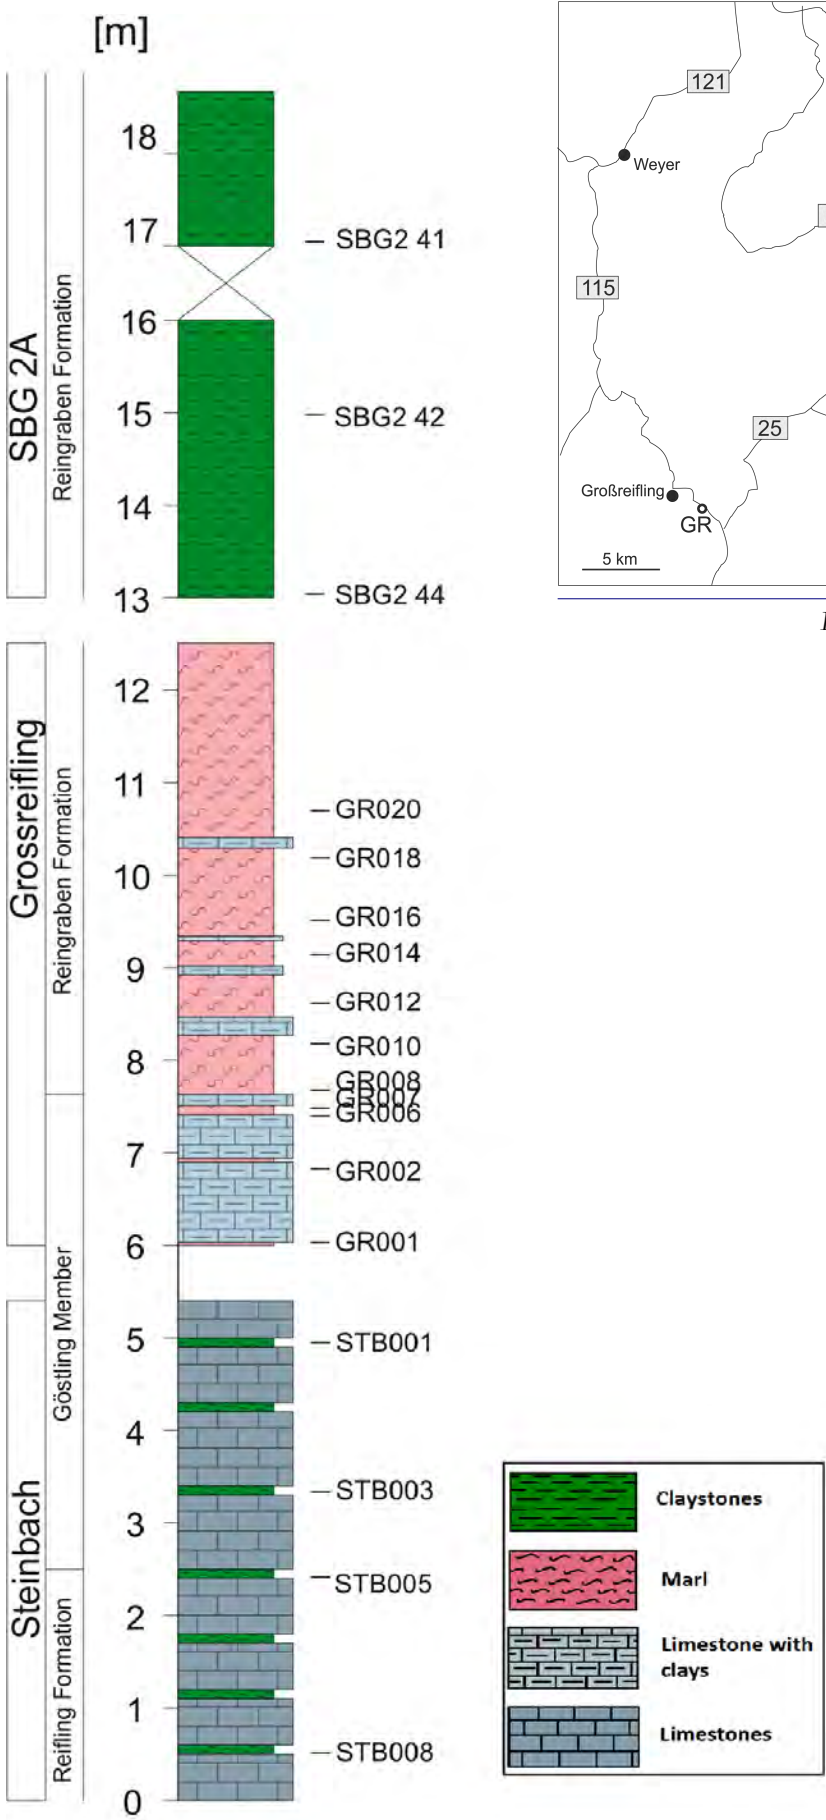 [m]
18
17
16
15
14
13
12
11
10
9
8
7
6
5
4
3
2
1
0
SBG 2A
Reingraben Formation
Grossreifling
Reingraben Formation
Göstling Member
Steinbach
Reifling Formation
SBG2 41
SBG2 42
SBG2 44
GR020
GR018
GR016
GR014
GR012
GR010
GR008
GR007
GR006
GR002
GR001
STB001
STB003
STB005
STB008
121
Weyer
115
25
Großreifling
GR
5 km
Claystones
Marl
Limestone with
clays
Limestones